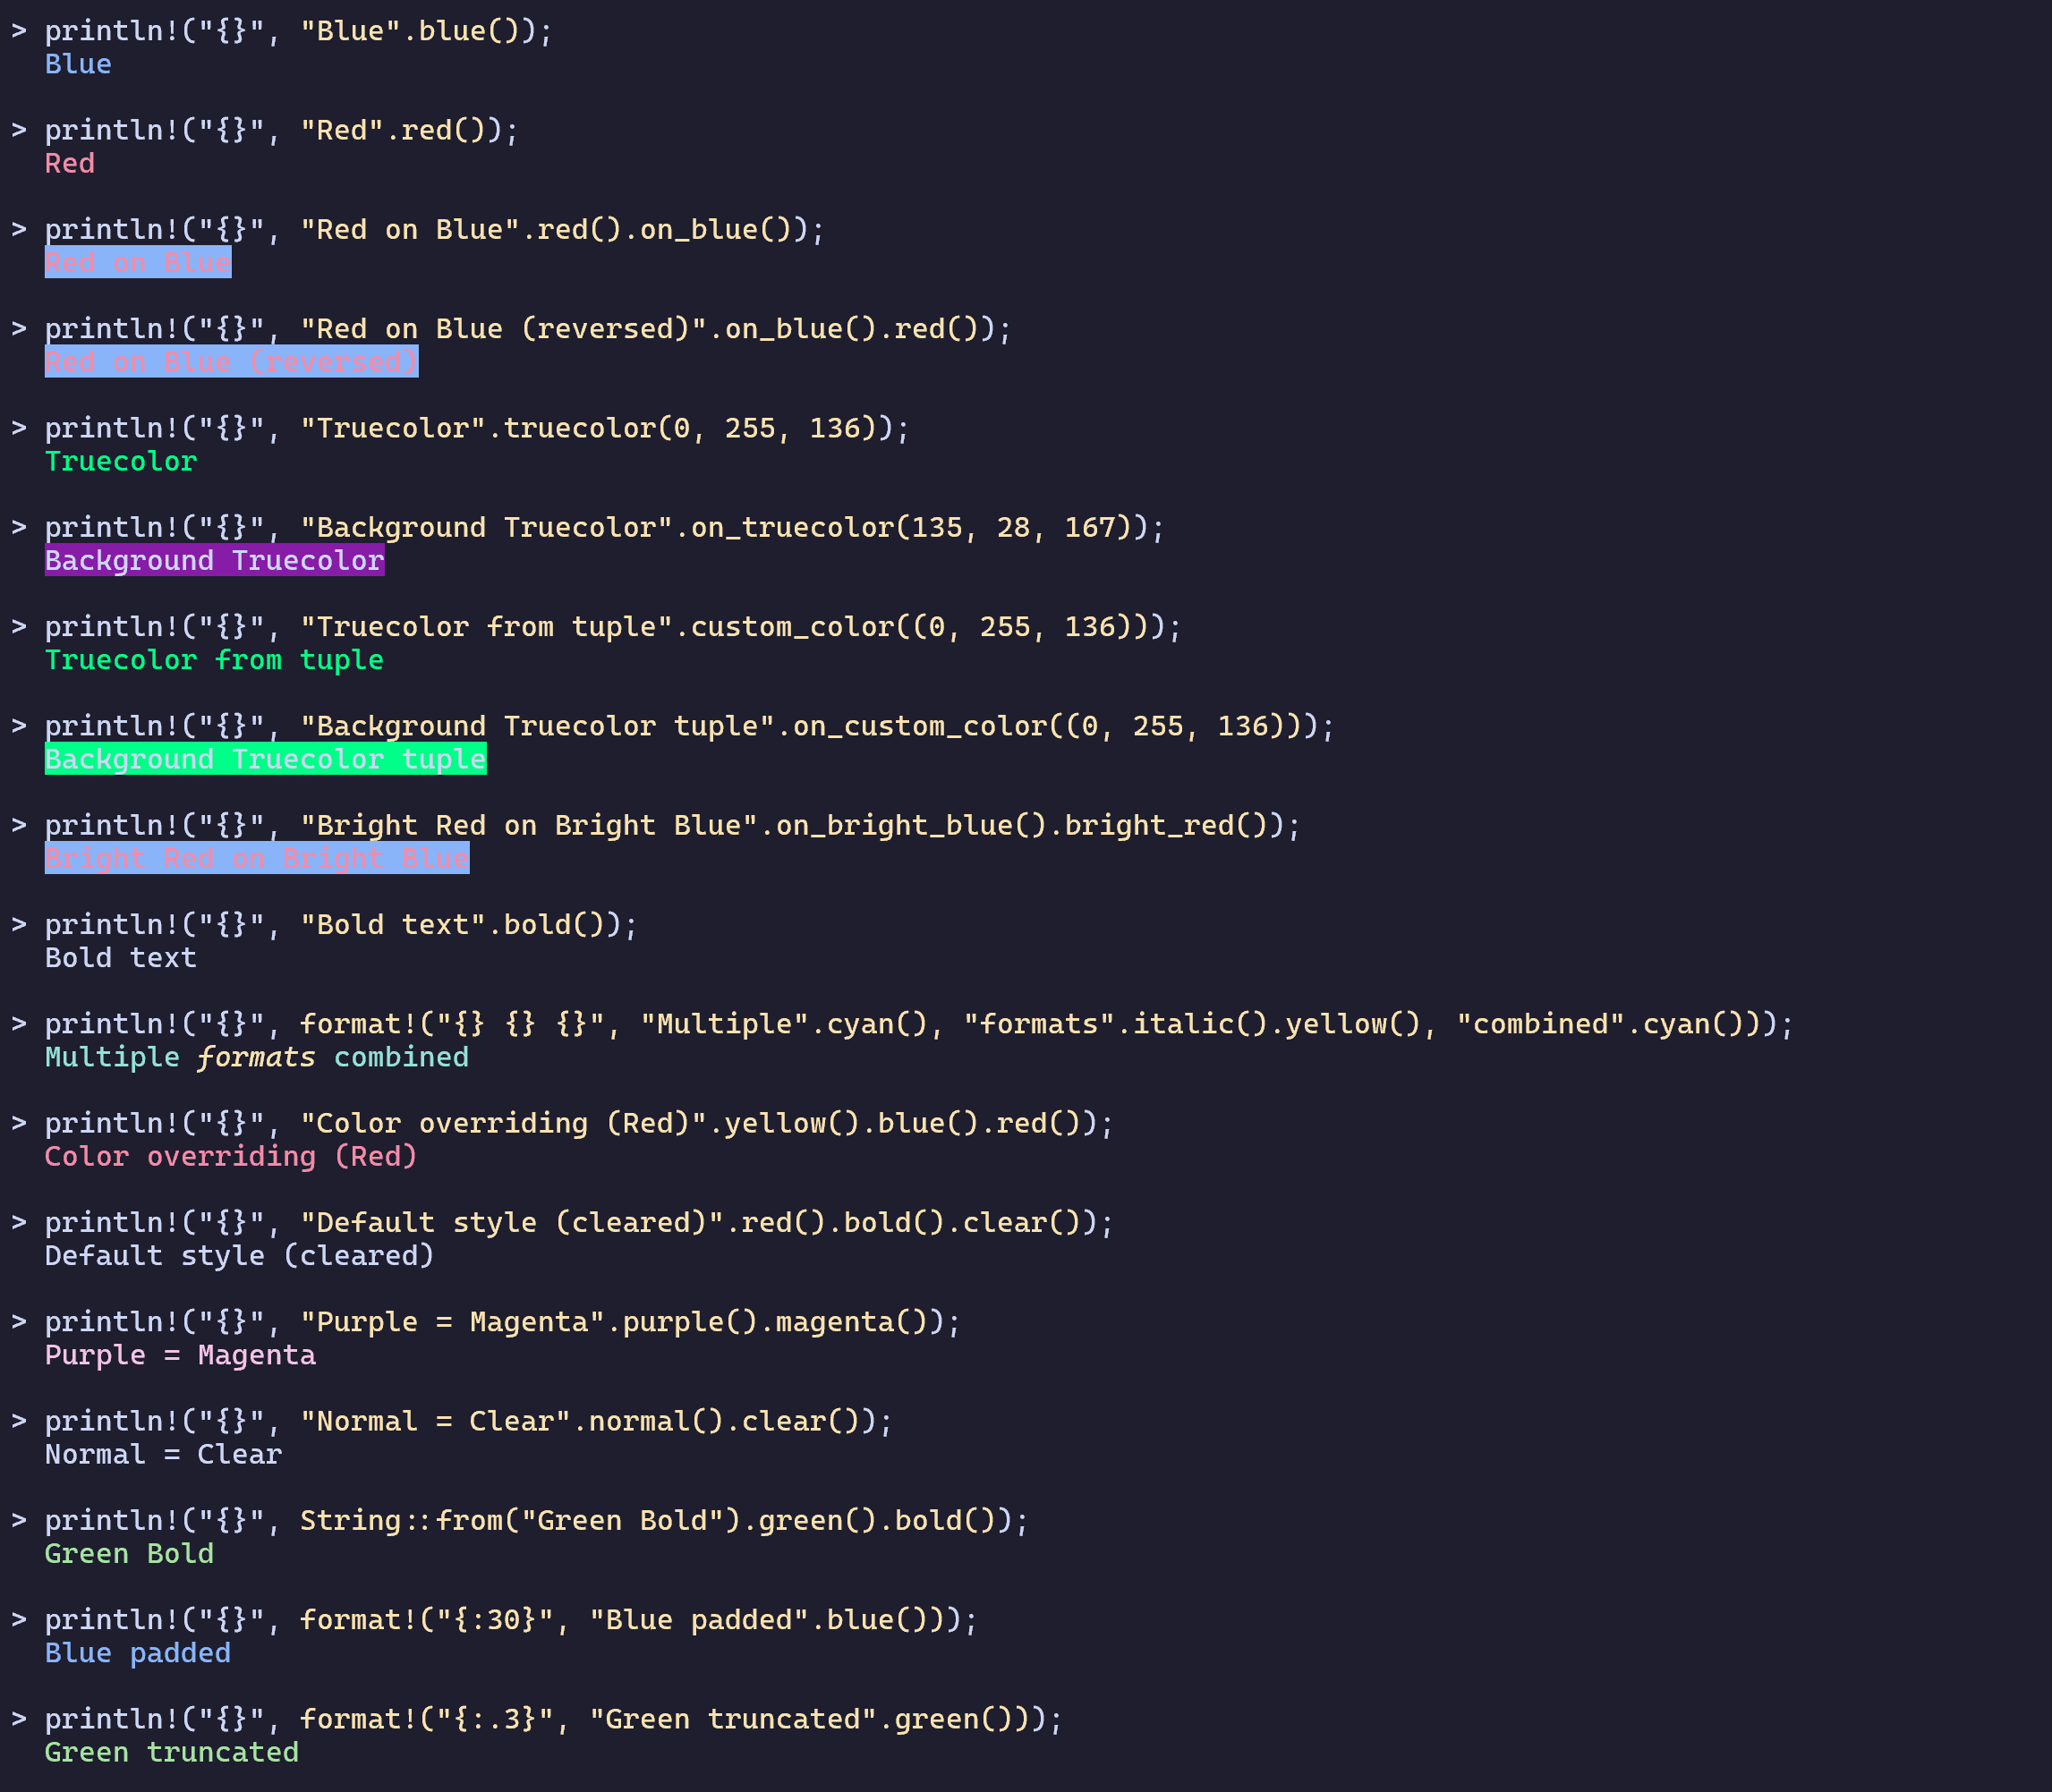 > println!("{}", "Blue".blue());
  Blue
> println!("{}", "Red".red());
  Red
> println!("{}", "Red on Blue".red().on_blue());
  Red on Blue
> println!("{}", "Red on Blue (reversed)".on_blue().red());
  Red on Blue (reversed)
> println!("{}", "Truecolor".truecolor(0, 255, 136));
  Truecolor
> println!("{}", "Background Truecolor".on_truecolor(135, 28, 167));
  Background Truecolor
> println!("{}", "Truecolor from tuple".custom_color((0, 255, 136)));
  Truecolor from tuple
> println!("{}", "Background Truecolor tuple".on_custom_color((0, 255, 136)));
  Background Truecolor tuple
> println!("{}", "Bright Red on Bright Blue".on_bright_blue().bright_red());
  Bright Red on Bright Blue
> println!("{}", "Bold text".bold());
  Bold text
> println!("{}", format!("{} {} {}", "Multiple".cyan(), "formats".italic().yellow(), "combined".cyan()));
  Multiple formats combined
> println!("{}", "Color overriding (Red)".yellow().blue().red());
  Color overriding (Red)
> println!("{}", "Default style (cleared)".red().bold().clear());
  Default style (cleared)
> println!("{}", "Purple = Magenta".purple().magenta());
  Purple = Magenta
> println!("{}", "Normal = Clear".normal().clear());
  Normal = Clear
> println!("{}", String::from("Green Bold").green().bold());
  Green Bold
> println!("{}", format!("{:30}", "Blue padded".blue()));
  Blue padded
> println!("{}", format!("{:.3}", "Green truncated".green()));
  Green truncated